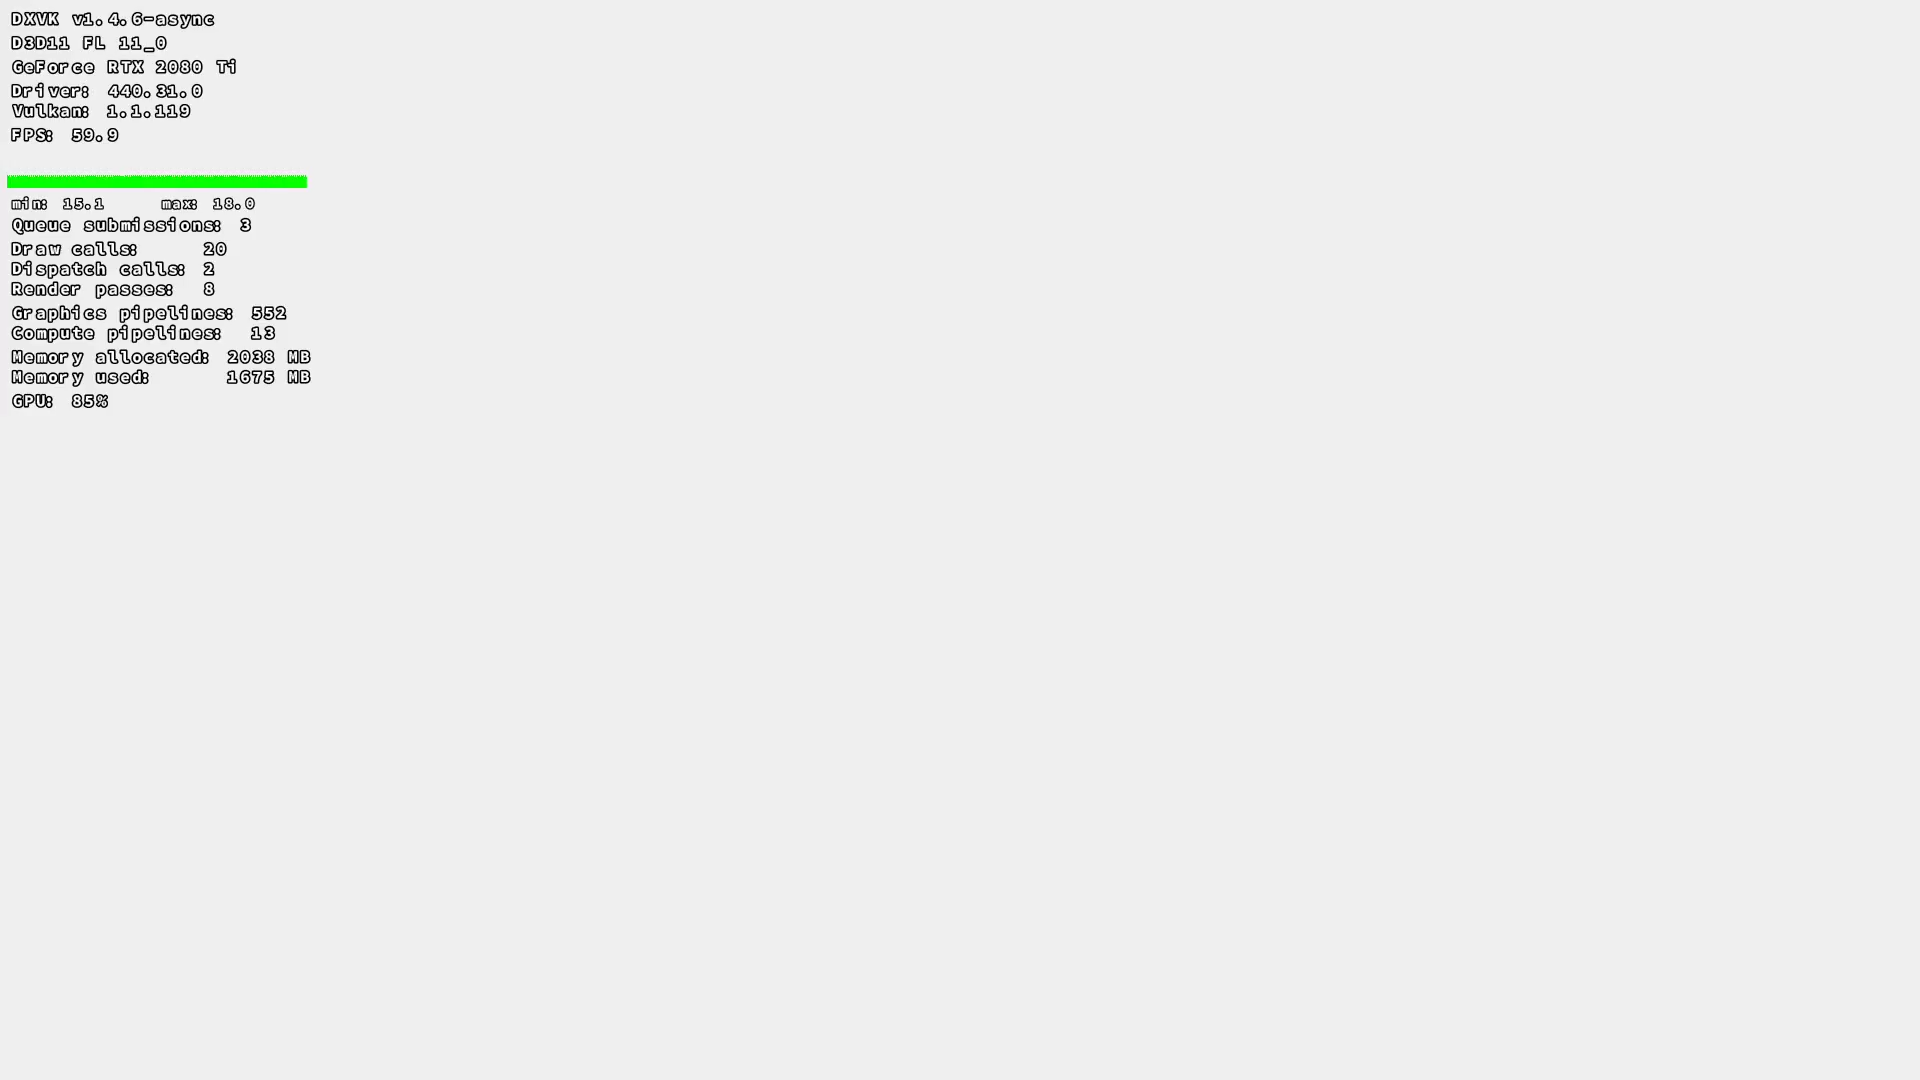 DXVK v1.4.6-async
D3D11 FL 11_0
GeForce RTX 2080 Ti
Driver: 440.31.0
Vulkan: 1.1.119
FPS: 59.9
min: 15.1 max: 18.0
Queue submissions: 3
Draw calls: 20
Dispatch calls: 2
Render passes: 8
Graphics pipelines: 552
Compute pipelines: 13
Memory allocated: 2038 MB
Memory used: 1675 MB
GPU: 85%